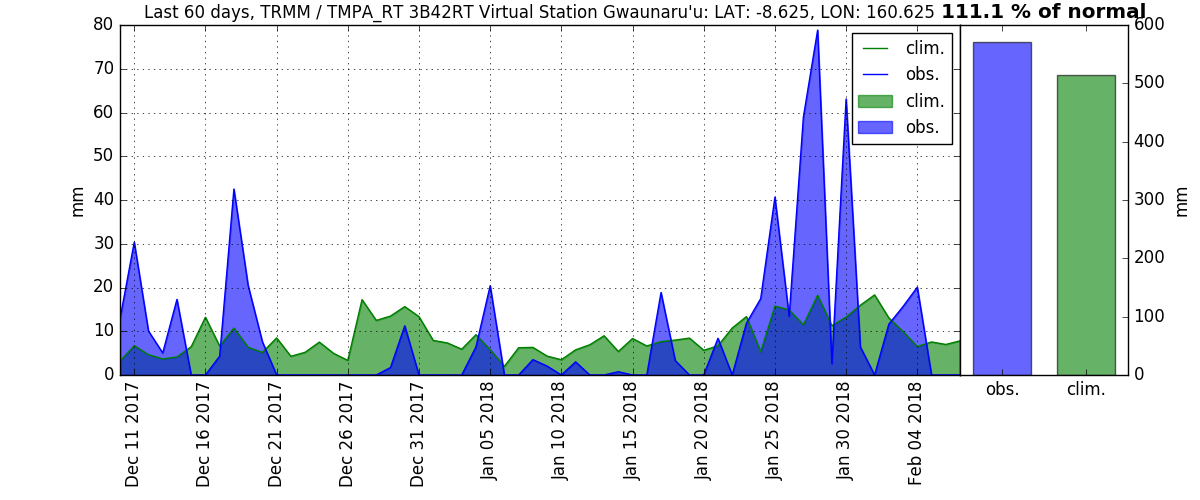 Last 60 days, TRMM / TMPA_RT 3B42RT Virtual Station Gwaunaru'u: LAT: -8.625, LON: 160.625 111.1 % of normal
80
70
60
50
40
30
20
10
0
mm
clim.
obs.
clim.
obs.
600
500
400
300
200
100
0
mm
Dec 11 2017
Dec 16 2017
Dec 21 2017
Dec 26 2017
Dec 31 2017
Jan 05 2018
Jan 10 2018
Jan 15 2018
Jan 20 2018
Jan 25 2018
Jan 30 2018
Feb 04 2018
obs.
clim.